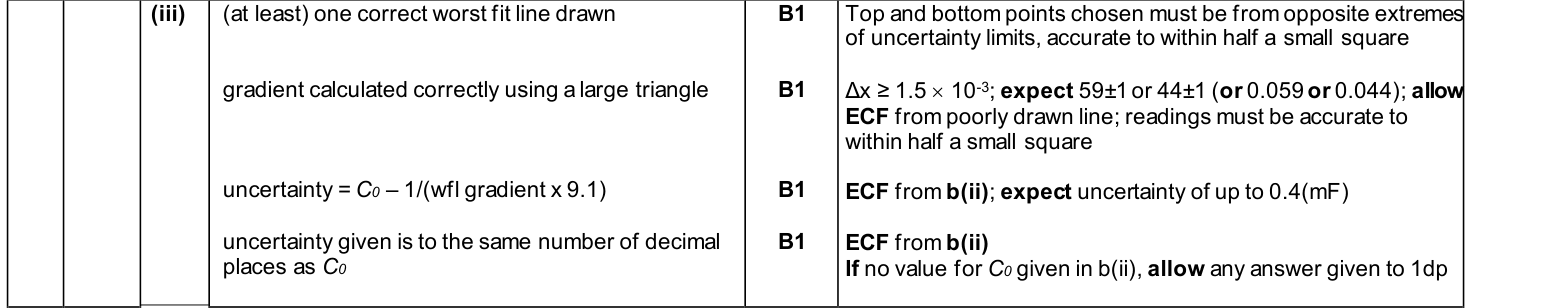 (iii) (at least) one correct worst fit line drawn B1 Top and bottom points chosen must be from opposite extremes
of uncertainty limits, accurate to within half a small square
gradient calculated correctly using a large triangle B1 Δx ≥ 1.5 × 10⁻³; expect 59±1 or 44±1 (or 0.059 or 0.044); allow
ECF from poorly drawn line; readings must be accurate to
within half a small square
uncertainty = C₀ – 1/(wfl gradient x 9.1) B1 ECF from b(ii); expect uncertainty of up to 0.4(mF)
uncertainty given is to the same number of decimal B1 ECF from b(ii)
places as C₀ If no value for C₀ given in b(ii), allow any answer given to 1dp